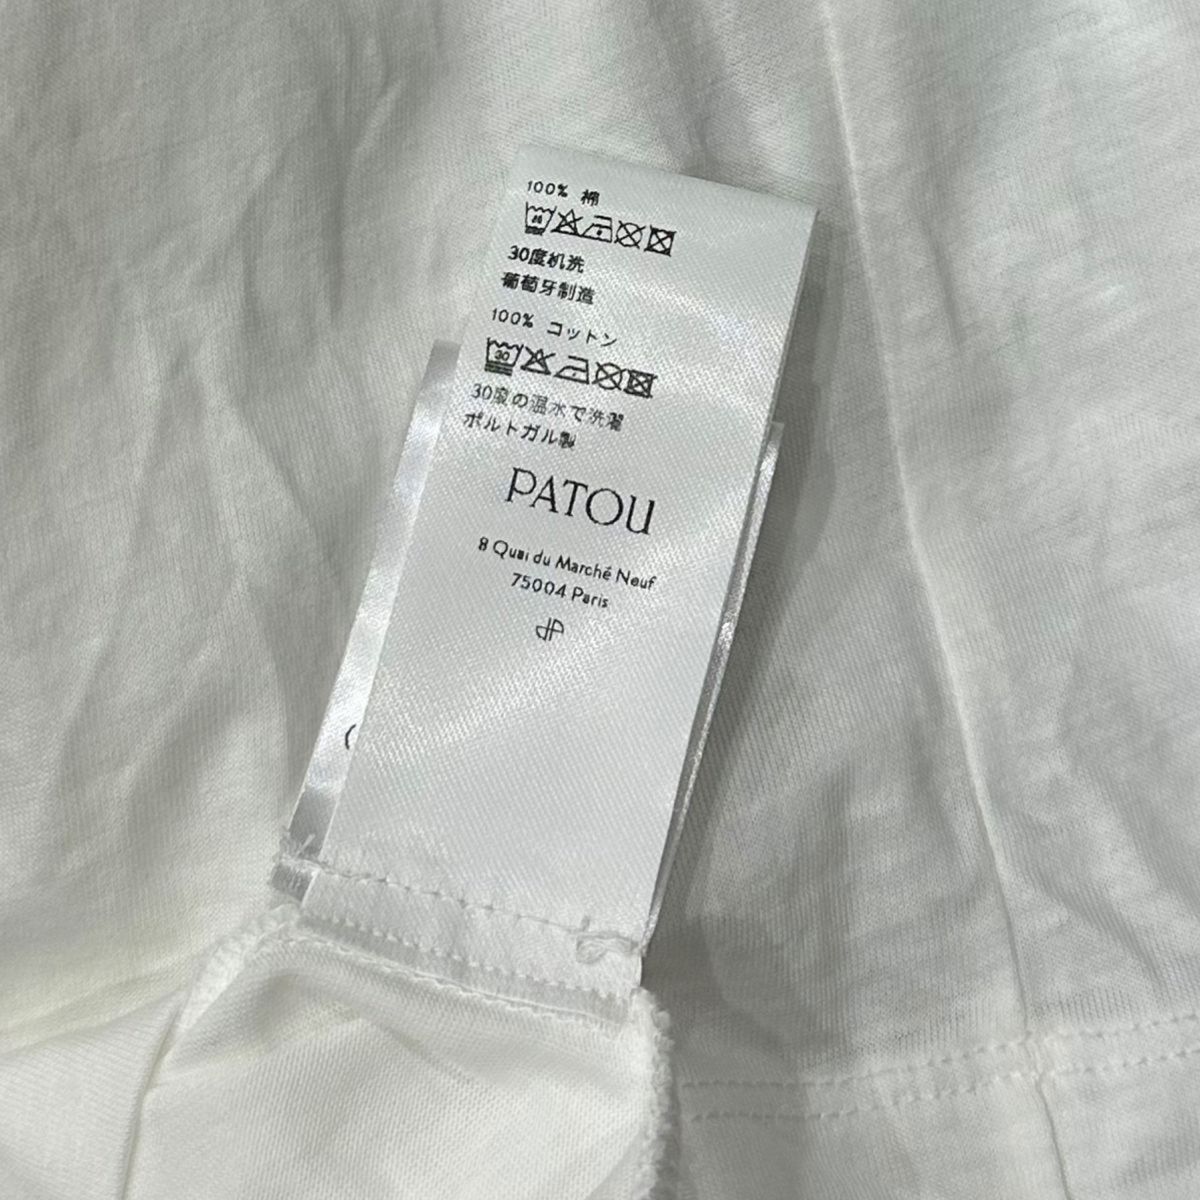 100% 棉
30度机洗
葡萄牙制造
100% コットン
30
30度の温水で洗濯
ポルトガル製
PATOU
8 Quai du Marché Neuf
75004 Paris